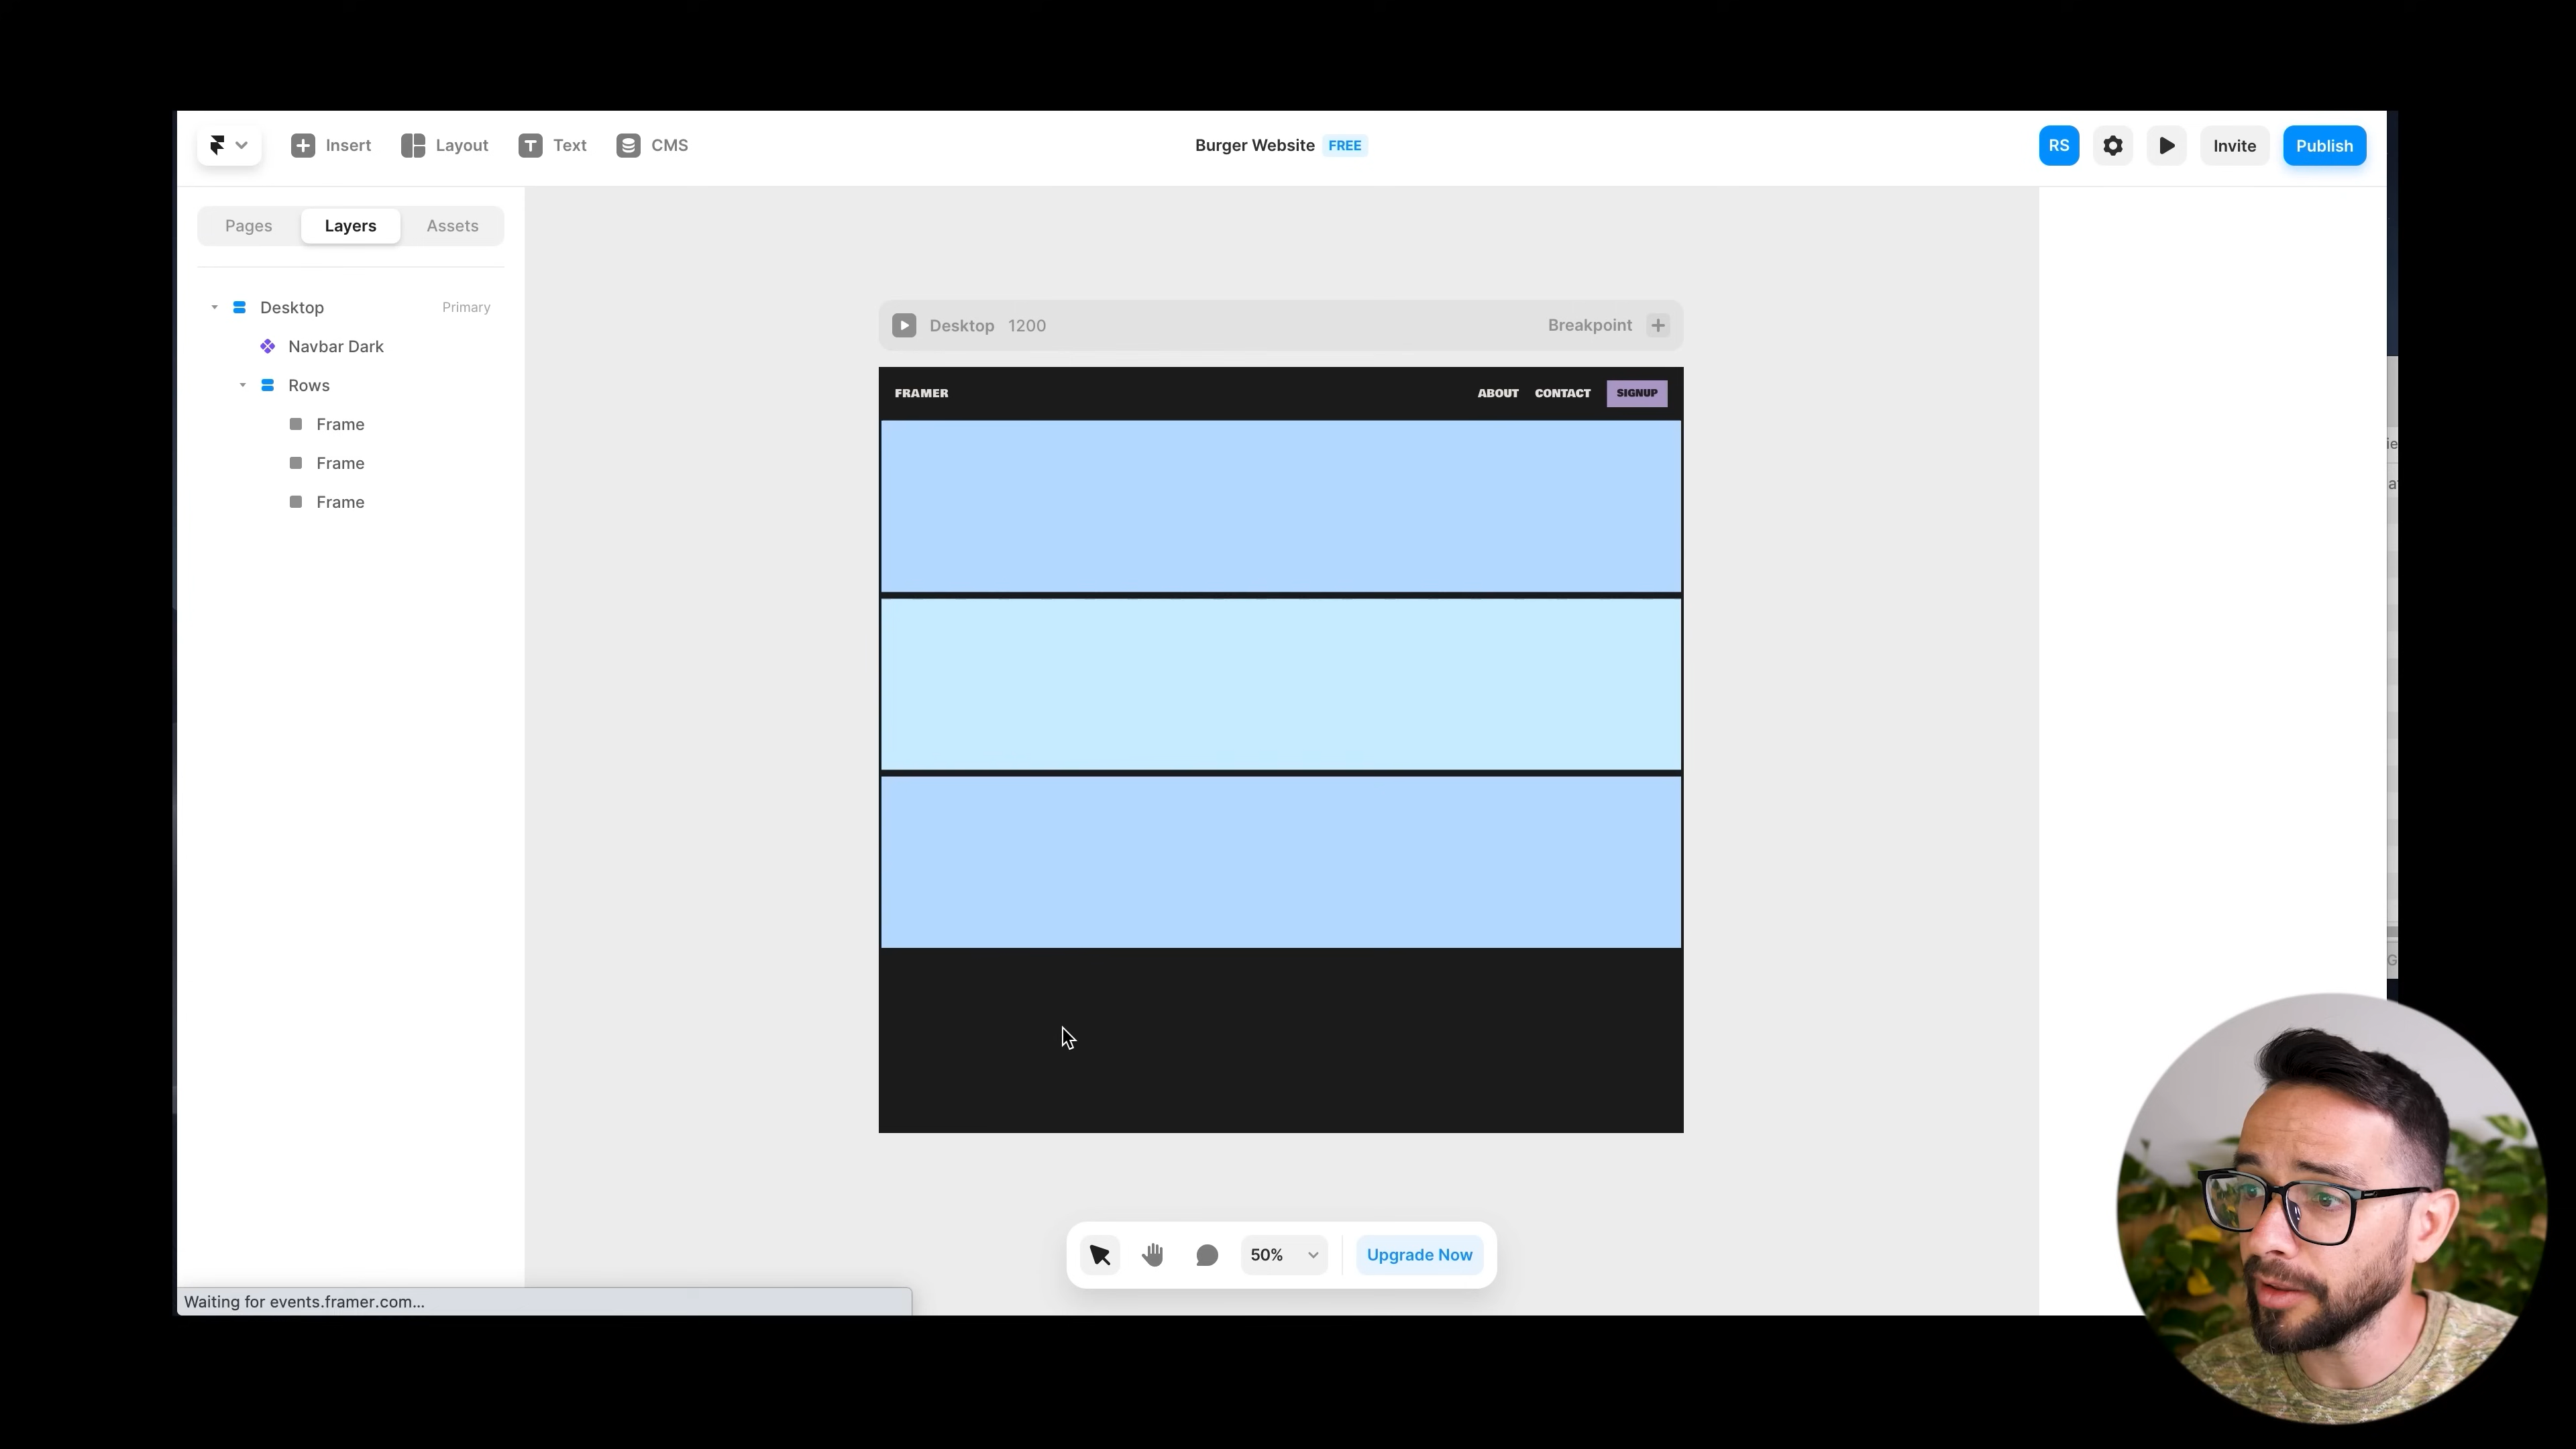 Insert
Layout
Text
CMS
Burger Website
FREE
RS
Invite
Publish
Pages
Layers
Assets
Desktop
Primary
Navbar Dark
Rows
Frame
Frame
Frame
Desktop 1200
Breakpoint
FRAMER
ABOUT
CONTACT
SIGNUP
50%
Upgrade Now
Waiting for events.framer.com...